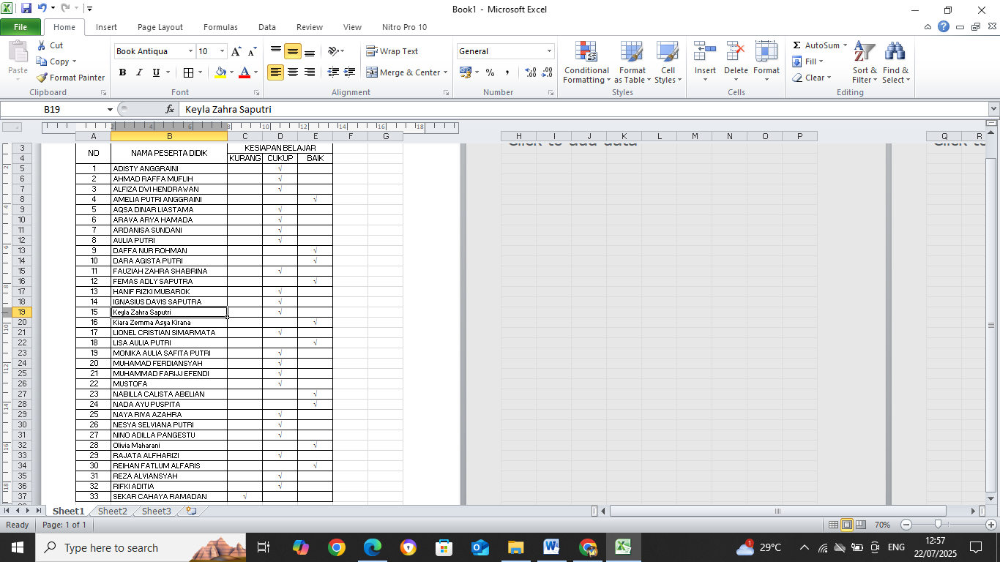 Book1 - Microsoft Excel
File Home Insert Page Layout Formulas Data Review View Nitro Pro 10
Paste Cut Copy Format Painter
Clipboard
Book Antiqua 10
B I U A A A
Font
Wrap Text
Merge & Center
Alignment
General
% ,
Number
Conditional Formatting Format as Table Cell Styles
Styles
Insert Delete Format
Cells
Σ AutoSum Fill Clear Sort & Filter Find & Select
Editing
B19 fx Keyla Zahra Saputri
2 4 6 8 10 12 14 16 18
A B C D E F G H I J K L M N O P Q R
3 NO NAMA PESERTA DIDIK KESIAPAN BELAJAR Click to add data
4 KURANG CUKUP BAIK
5 1 ADISTY ANGGRAINI √
6 2 AHMAD RAFFA MUFLIH √
7 3 ALFIZA DWI HENDRAWAN √
8 4 AMELIA PUTRI ANGGRAINI √
9 5 AQSA DINAR LIASTAMA √
10 6 ARAVA ARYA HAMADA √
11 7 ARDANISA SUNDANI √
12 8 AULIA PUTRI √
13 9 DAFFA NUR ROHMAN √
14 10 DARA AGISTA PUTRI √
15 11 FAUZIAH ZAHRA SHABRINA √
16 12 FEMAS ADLY SAPUTRA √
17 13 HANIF RIZKI MUBAROK √
18 14 IGNASIUS DAVIS SAPUTRA √
19 15 Keyla Zahra Saputri √
20 16 Kiara Zemma Asya Kirana √
21 17 LIONEL CRISTIAN SIMARMATA √
22 18 LISA AULIA PUTRI √
23 19 MONIKA AULIA SAFITA PUTRI √
24 20 MUHAMAD FERDIANSYAH √
25 21 MUHAMMAD FARIJJ EFENDI √
26 22 MUSTOFA √
27 23 NABILLA CALISTA ABELIAN √
28 24 NADA AYU PUSPITA √
29 25 NAYA RIVA AZAHRA √
30 26 NESYA SELVIANA PUTRI √
31 27 NINO ADILLA PANGESTU √
32 28 Olivia Maharani √
33 29 RAJATA ALFHARIZI √
34 30 REIHAN FATLUM ALFARIS √
35 31 REZA ALVIANSYAH √
36 32 RIFKI ADITIA √
37 33 SEKAR CAHAYA RAMADAN √
Sheet1 Sheet2 Sheet3
Ready Page: 1 of 1 70%
Type here to search 1 29°C ENG 12:57
22/07/2025